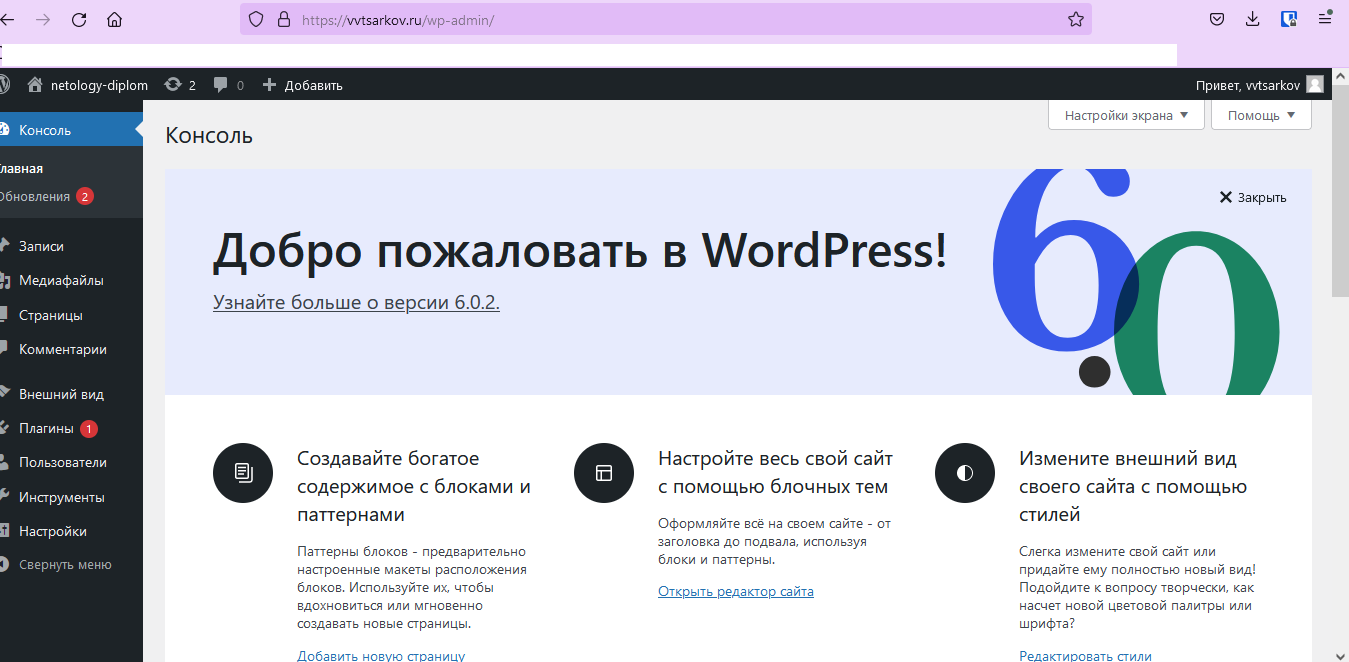 https://vvtsarkov.ru/wp-admin/
netology-diplom 2 0 Добавить
Привет, vvtsarkov
Консоль
Главная
Обновления 2
Записи
Медиафайлы
Страницы
Комментарии
Внешний вид
Плагины 1
Пользователи
Инструменты
Настройки
Свернуть меню
Настройки экрана
Помощь
Консоль
Закрыть
Добро пожаловать в WordPress!
Узнайте больше о версии 6.0.2.
6.0
Создавайте богатое
содержимое с блоками и
паттернами
Паттерны блоков - предварительно
настроенные макеты расположения
блоков. Используйте их, чтобы
вдохновиться или мгновенно
создавать новые страницы.
Добавить новую страницу
Настройте весь свой сайт
с помощью блочных тем
Оформляйте всё на своем сайте - от
заголовка до подвала, используя
блоки и паттерны.
Открыть редактор сайта
Измените внешний вид
своего сайта с помощью
стилей
Слегка измените свой сайт или
придайте ему полностью новый вид!
Подойдите к вопросу творчески, как
насчет новой цветовой палитры или
шрифта?
Редактировать стили